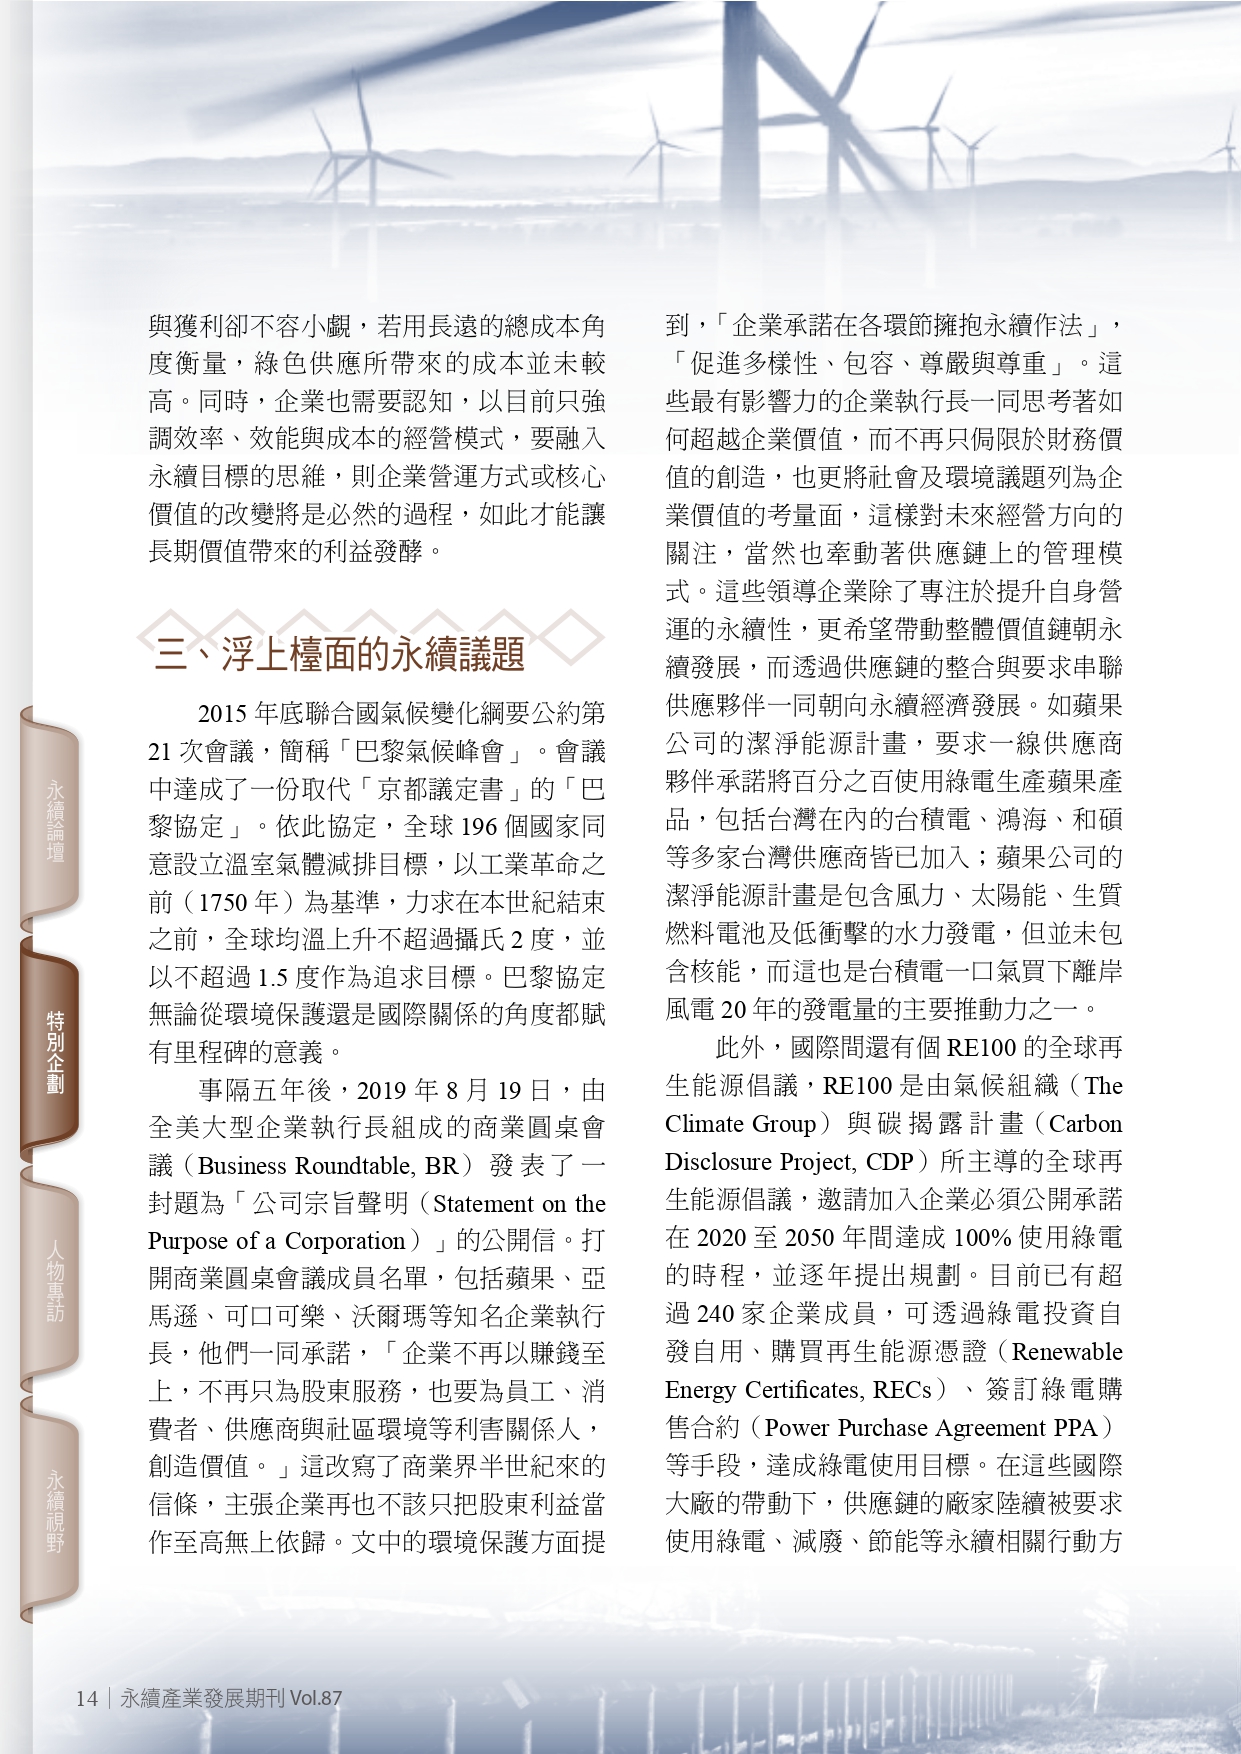 與獲利卻不容小覷，若用長遠的總成本角
度衡量，綠色供應所帶來的成本並未較
高。同時，企業也需要認知，以目前只強
調效率、效能與成本的經營模式，要融入
永續目標的思維，則企業營運方式或核心
價值的改變將是必然的過程，如此才能讓
長期價值帶來的利益發酵。
三、浮上檯面的永續議題
2015 年底聯合國氣候變化綱要公約第
21 次會議，簡稱「巴黎氣候峰會」。會議
中達成了一份取代「京都議定書」的「巴
黎協定」。依此協定，全球 196 個國家同
意設立溫室氣體減排目標，以工業革命之
前（1750 年）為基準，力求在本世紀結束
之前，全球均溫上升不超過攝氏 2 度，並
以不超過 1.5 度作為追求目標。巴黎協定
無論從環境保護還是國際關係的角度都賦
有里程碑的意義。
事隔五年後，2019 年 8 月 19 日，由
全美大型企業執行長組成的商業圓桌會
議（Business Roundtable, BR）發表了一
封題為「公司宗旨聲明（Statement on the
Purpose of a Corporation）」的公開信。打
開商業圓桌會議成員名單，包括蘋果、亞
馬遜、可口可樂、沃爾瑪等知名企業執行
長，他們一同承諾，「企業不再以賺錢至
上，不再只為股東服務，也要為員工、消
費者、供應商與社區環境等利害關係人，
創造價值。」這改寫了商業界半世紀來的
信條，主張企業再也不該只把股東利益當
作至高無上依歸。文中的環境保護方面提
到，「企業承諾在各環節擁抱永續作法」，
「促進多樣性、包容、尊嚴與尊重」。這
些最有影響力的企業執行長一同思考著如
何超越企業價值，而不再只侷限於財務價
值的創造，也更將社會及環境議題列為企
業價值的考量面，這樣對未來經營方向的
關注，當然也牽動著供應鏈上的管理模
式。這些領導企業除了專注於提升自身營
運的永續性，更希望帶動整體價值鏈朝永
續發展，而透過供應鏈的整合與要求串聯
供應夥伴一同朝向永續經濟發展。如蘋果
公司的潔淨能源計畫，要求一線供應商
夥伴承諾將百分之百使用綠電生產蘋果產
品，包括台灣在內的台積電、鴻海、和碩
等多家台灣供應商皆已加入；蘋果公司的
潔淨能源計畫是包含風力、太陽能、生質
燃料電池及低衝擊的水力發電，但並未包
含核能，而這也是台積電一口氣買下離岸
風電 20 年的發電量的主要推動力之一。
此外，國際間還有個 RE100 的全球再
生能源倡議，RE100 是由氣候組織（The
Climate Group）與碳揭露計畫（Carbon
Disclosure Project, CDP）所主導的全球再
生能源倡議，邀請加入企業必須公開承諾
在 2020 至 2050 年間達成 100% 使用綠電
的時程，並逐年提出規劃。目前已有超
過 240 家企業成員，可透過綠電投資自
發自用、購買再生能源憑證（Renewable
Energy Certificates, RECs）、簽訂綠電購
售合約（Power Purchase Agreement PPA）
等手段，達成綠電使用目標。在這些國際
大廠的帶動下，供應鏈的廠家陸續被要求
使用綠電、減廢、節能等永續相關行動方
永續論壇
特別企劃
人物專訪
永續視野
14｜永續產業發展期刊 Vol.87